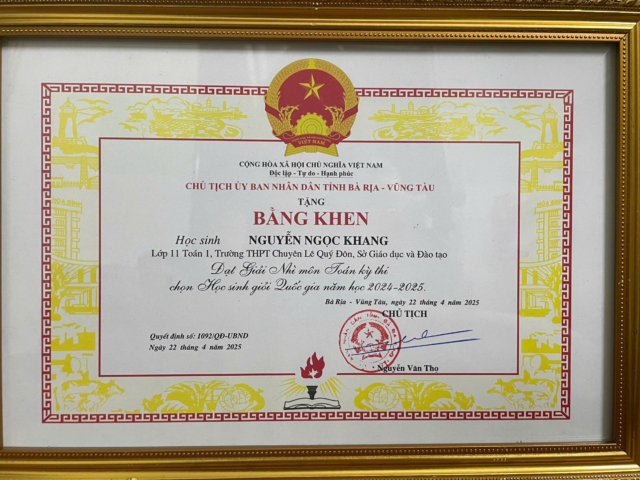 VIỆT NAM
CỘNG HÒA XÃ HỘI CHỦ NGHĨA VIỆT NAM
Độc lập - Tự do - Hạnh phúc
CHỦ TỊCH ỦY BAN NHÂN DÂN TỈNH BÀ RỊA - VŨNG TÀU
TẶNG
BẰNG KHEN
Học sinh NGUYỄN NGỌC KHANG
Lớp 11 Toán 1, Trường THPT Chuyên Lê Quý Đôn, Sở Giáo dục và Đào tạo
Đạt Giải Nhì môn Toán kỳ thi
chọn Học sinh giỏi Quốc gia năm học 2024-2025.
Bà Rịa - Vũng Tàu, ngày 22 tháng 4 năm 2025
CHỦ TỊCH
Quyết định số: 1092/QĐ-UBND
Ngày 22 tháng 4 năm 2025
Nguyễn Văn Thọ